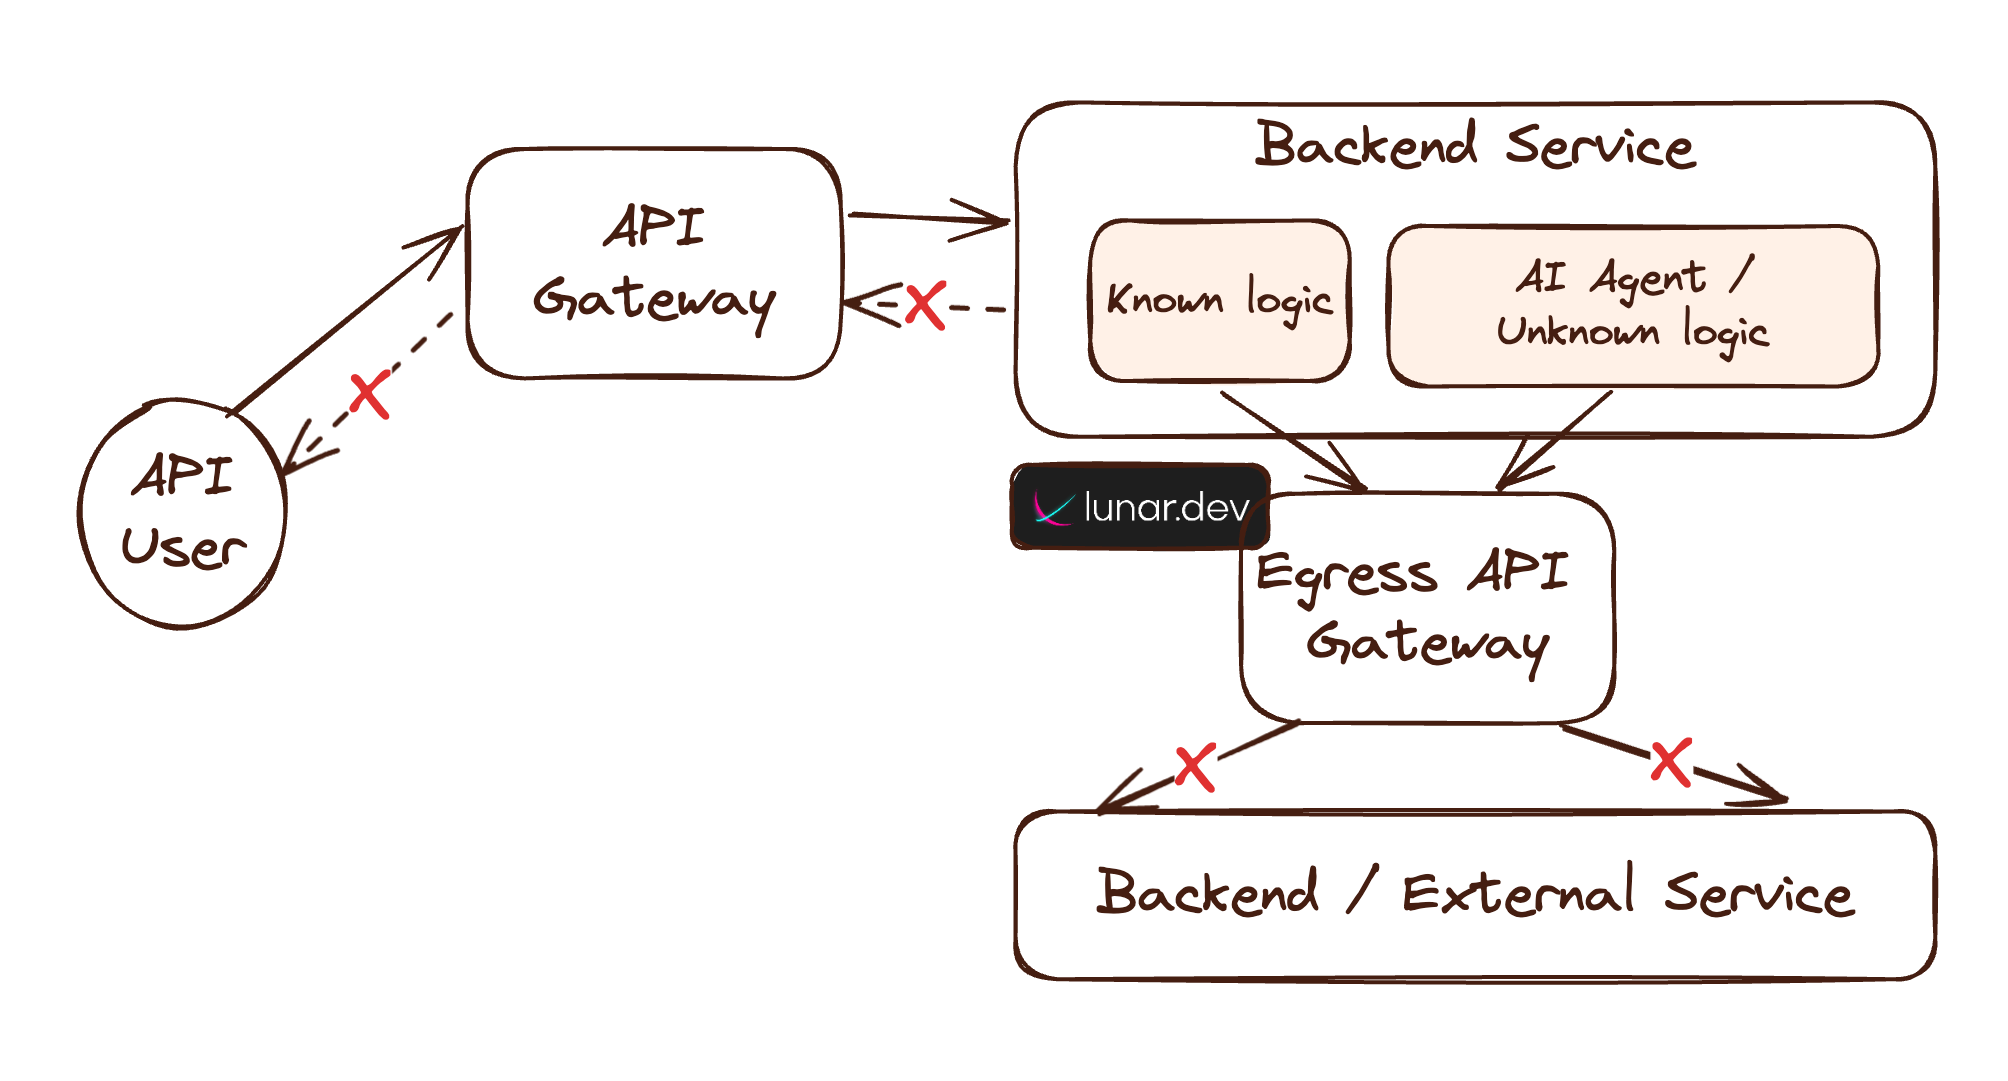 Backend Service
API
Gateway
Known logic
AI Agent /
Unknown logic
API
User
lunar.dev
Egress API
Gateway
Backend / External Service